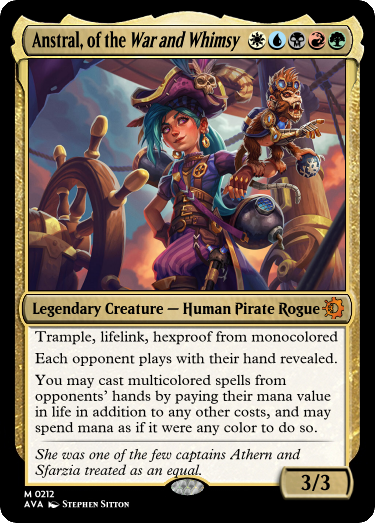 Anstral, of the War and Whimsy
Legendary Creature — Human Pirate Rogue
Trample, lifelink, hexproof from monocolored
Each opponent plays with their hand revealed.
You may cast multicolored spells from
opponents' hands by paying their mana value
in life in addition to any other costs, and may
spend mana as if it were any color to do so.
She was one of the few captains Athern and
Sfarzia treated as an equal.
3/3
M 0212
AVA STEPHEN SITTON